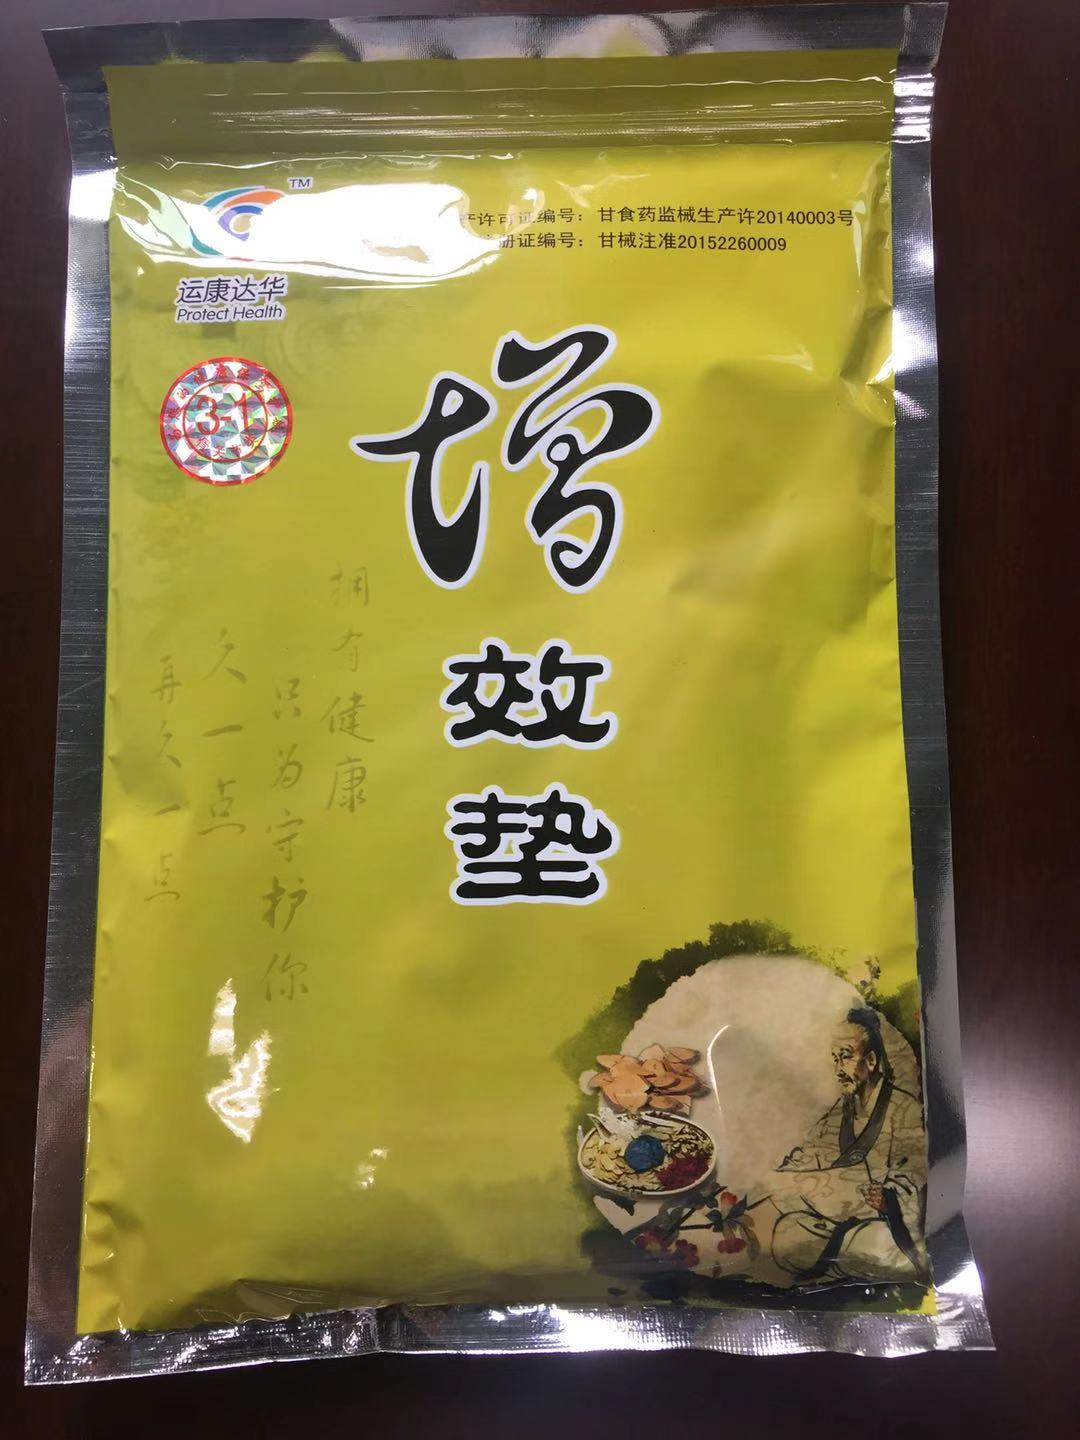 TM
产许可证编号：甘食药监械生产许20140003号
册证编号：甘械注准20152260009
运康达华
Protect Health
31
增效垫
拥有健康
只为守护你
久一点
再久一点